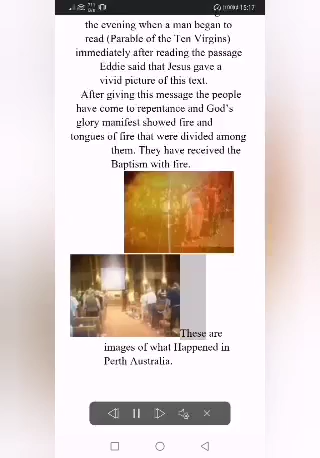 15:17
the evening when a man began to
read (Parable of the Ten Virgins)
immediately after reading the passage
Eddie said that Jesus gave a
vivid picture of this text.
After giving this message the people
have come to repentance and God's
glory manifest showed fire and
tongues of fire that were divided among
them. They have received the
Baptism with fire.
These are
images of what Happened in
Perth Australia.